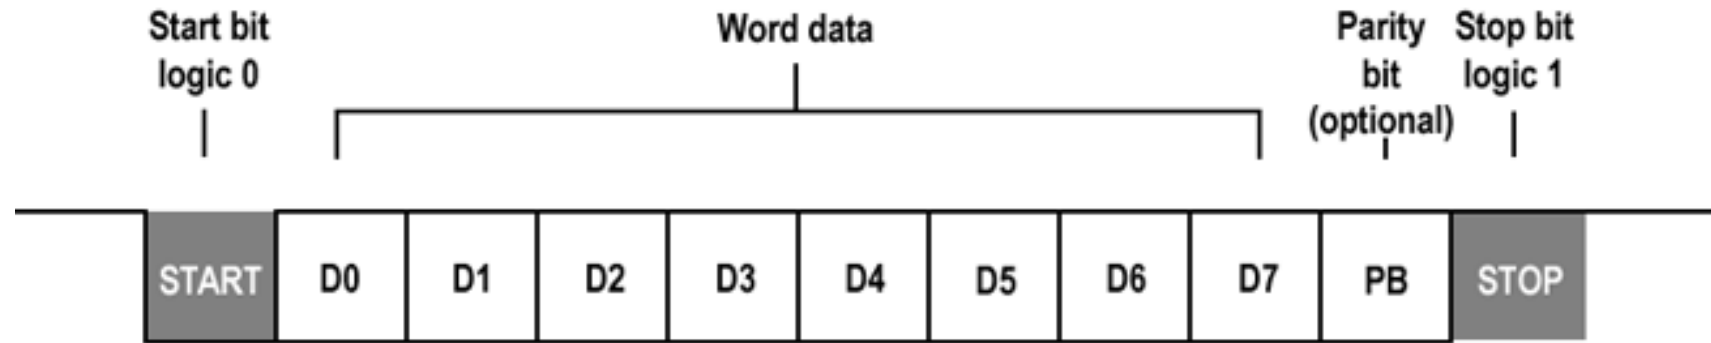 Start bit
logic 0
Word data
Parity
bit
(optional)
Stop bit
logic 1
START D0 D1 D2 D3 D4 D5 D6 D7 PB STOP